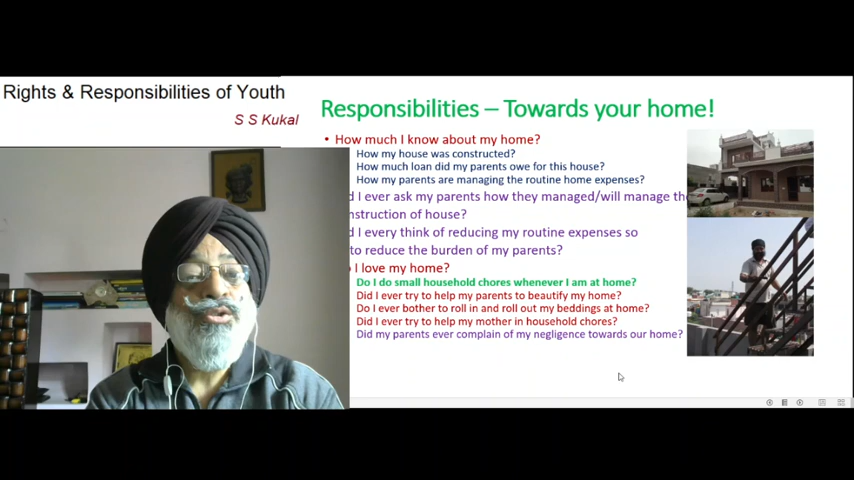 Rights & Responsibilities of Youth
S S Kukal
Responsibilities – Towards your home!
• How much I know about my home?
How my house was constructed?
How much loan did my parents owe for this house?
How my parents are managing the routine home expenses?
d I ever ask my parents how they managed/will manage the
nstruction of house?
d I every think of reducing my routine expenses so
to reduce the burden of my parents?
I love my home?
Do I do small household chores whenever I am at home?
Did I ever try to help my parents to beautify my home?
Do I ever bother to roll in and roll out my beddings at home?
Did I ever try to help my mother in household chores?
Did my parents ever complain of my negligence towards our home?